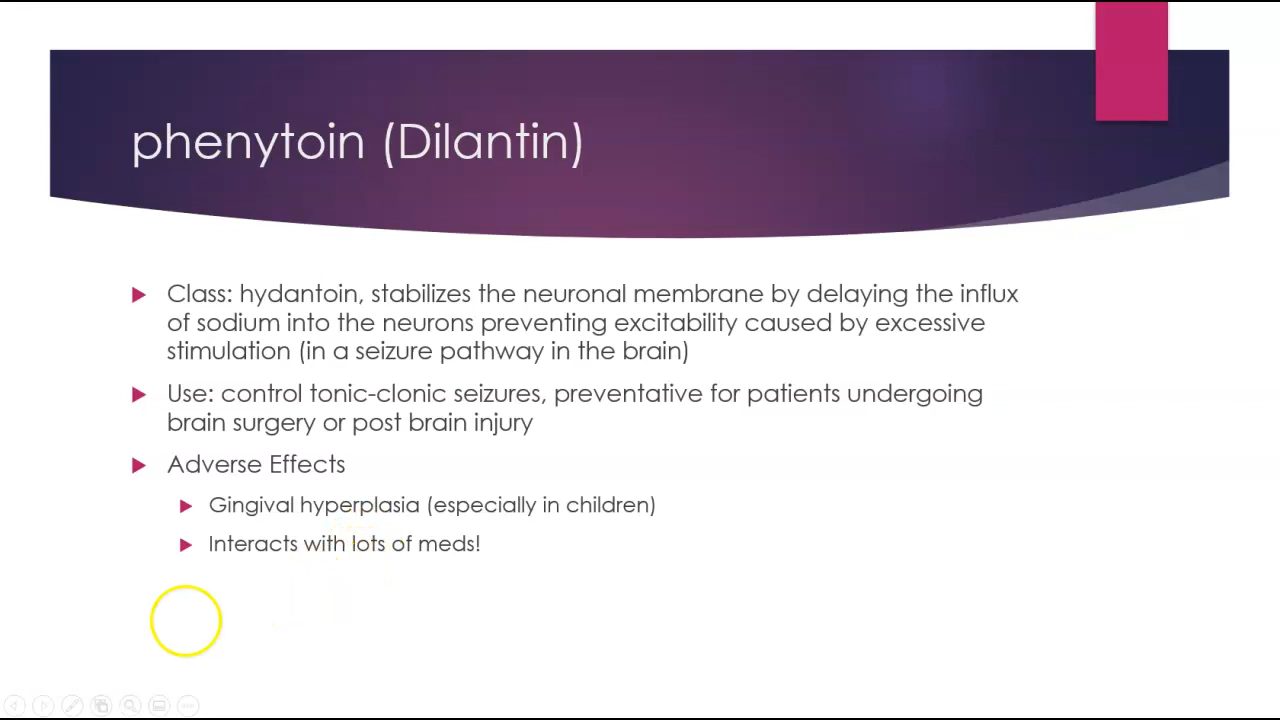 phenytoin (Dilantin)
Class: hydantoin, stabilizes the neuronal membrane by delaying the influx
of sodium into the neurons preventing excitability caused by excessive
stimulation (in a seizure pathway in the brain)
Use: control tonic-clonic seizures, preventative for patients undergoing
brain surgery or post brain injury
Adverse Effects
Gingival hyperplasia (especially in children)
Interacts with lots of meds!